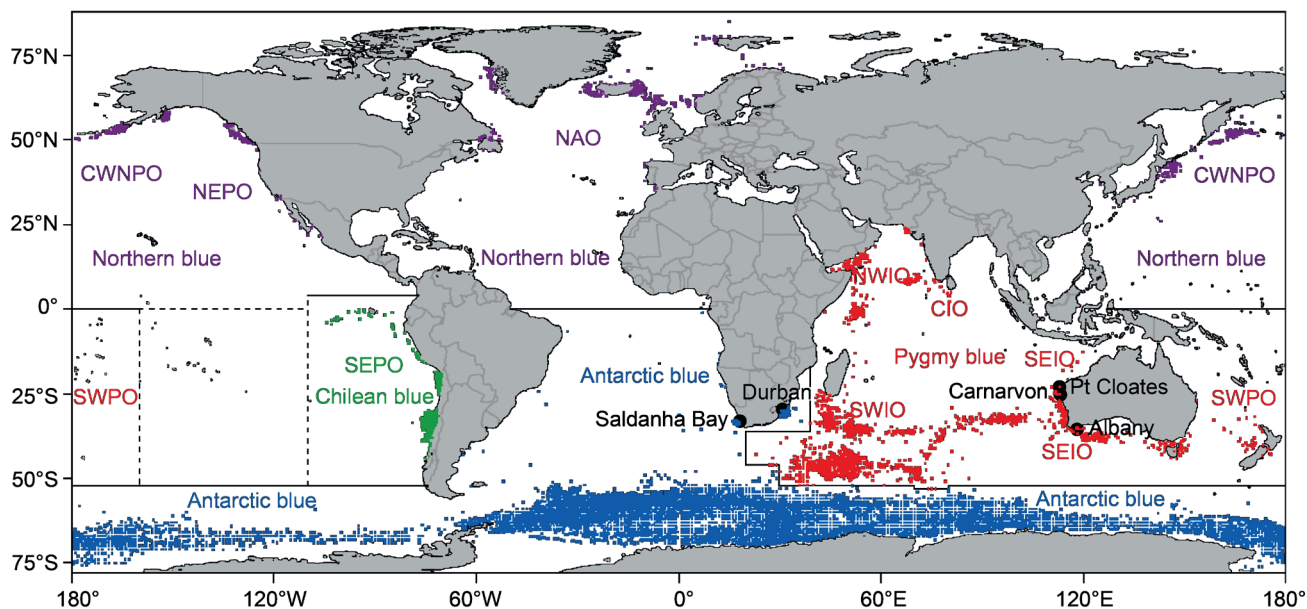 75°N
50°N
25°N
0°
25°S
50°S
75°S
NAO
CWNPO
NEPO
CWNPO
Northern blue
Northern blue
Northern blue
NWIO
CIO
SEPO
Chilean blue
SWPO
Antarctic blue
Pygmy blue
SEIO
Durban
Carnarvon
Pt Cloates
SWPO
Saldanha Bay
SWIO
Albany
SEIO
Antarctic blue
Antarctic blue
180°
120°W
60°W
0°
60°E
120°E
180°